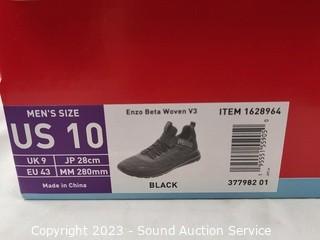 MEN'S SIZE
US 10
UK 9 JP 28cm
EU 43 MM 280mm
Made in China
Enzo Beta Woven V3
BLACK
ITEM 1628964
377982 01
Copyright 2023 - Sound Auction Service